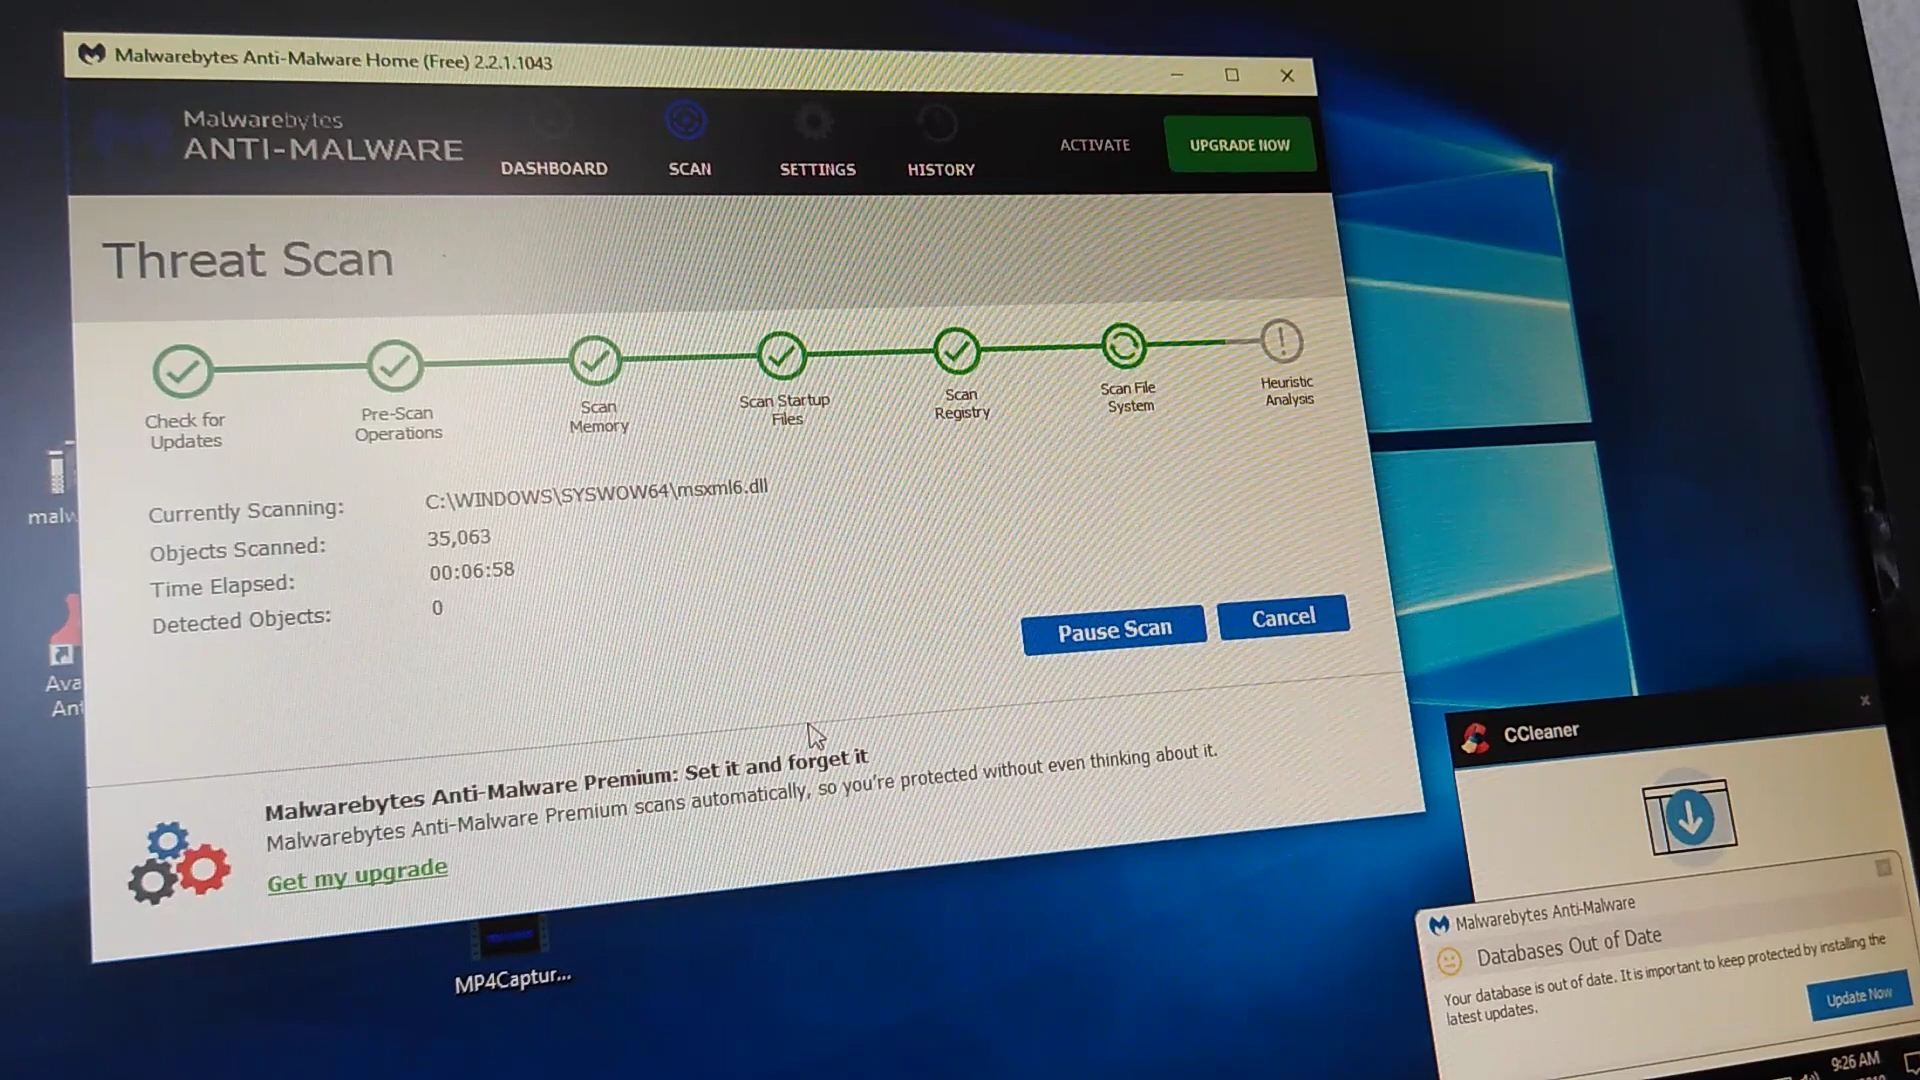 Malwarebytes Anti-Malware Home (Free) 2.2.1.1043
Malwarebytes
ANTI-MALWARE
DASHBOARD
SCAN
SETTINGS
HISTORY
ACTIVATE
UPGRADE NOW
Threat Scan
Check for
Updates
Pre-Scan
Operations
Scan
Memory
Scan Startup
Files
Scan
Registry
Scan File
System
Heuristic
Analysis
Currently Scanning: C:\WINDOWS\SYSWOW64\msxml6.dll
Objects Scanned: 35,063
Time Elapsed: 00:06:58
Detected Objects: 0
Pause Scan
Cancel
Malwarebytes Anti-Malware Premium: Set it and forget it
Malwarebytes Anti-Malware Premium scans automatically, so you're protected without even thinking about it.
Get my upgrade
malw
Ava
Ant
MP4Captur...
CCleaner
Malwarebytes Anti-Malware
Databases Out of Date
Your database is out of date. It is important to keep protected by installing the
latest updates.
Update Now
9:26 AM